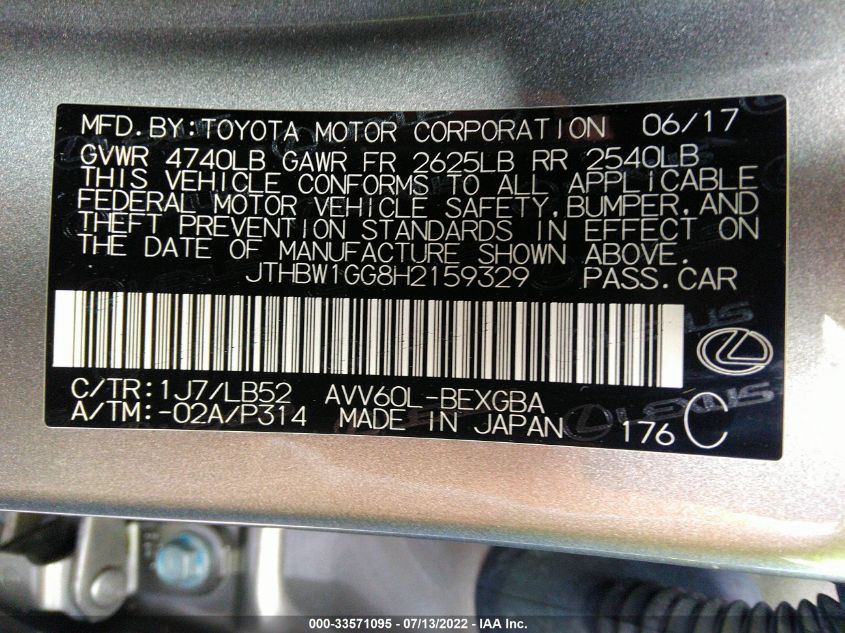 MFD.BY:TOYOTA MOTOR CORPORATION 06/17
GVWR 4740LB GAWR FR 2625LB RR 2540LB
THIS VEHICLE CONFORMS TO ALL APPLICABLE
FEDERAL MOTOR VEHICLE SAFETY,BUMPER,AND
THEFT PREVENTION STANDARDS IN EFFECT ON
THE DATE OF MANUFACTURE SHOWN ABOVE.
JTHBW1GG8H2159329 PASS.CAR
C/TR:1J7/LB52 AVV60L-BEXGBA
A/TM:-02A/P314 MADE IN JAPAN 176 C
LEXUS
000-33571095 / 07/13/2022 - IAA Inc.